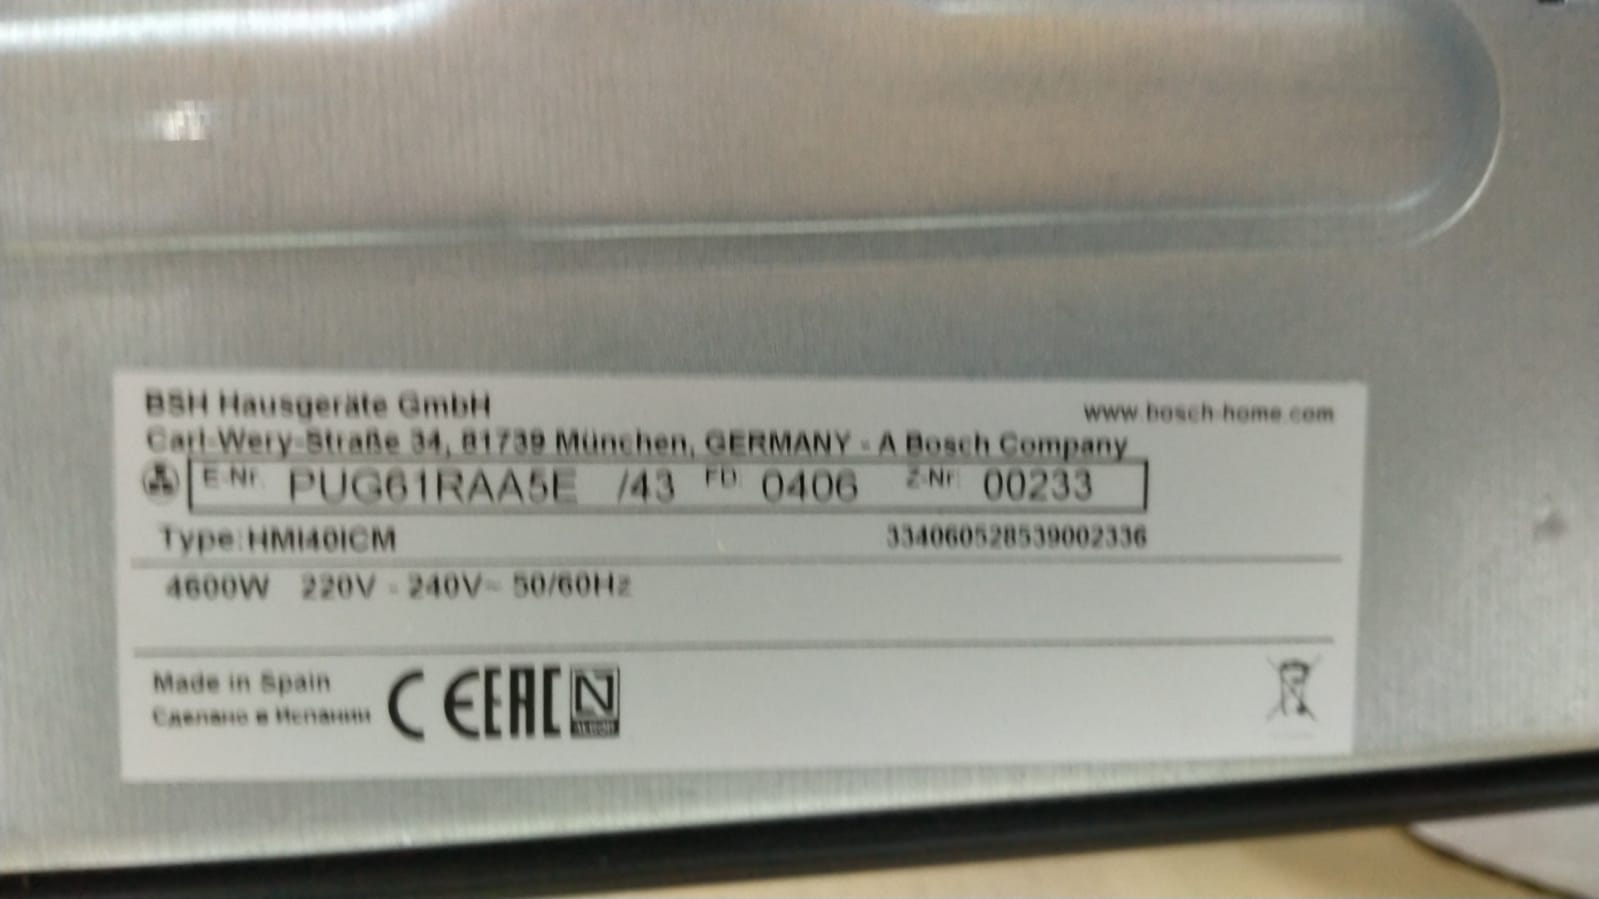 BSH Hausgeräte GmbH
www.bosch-home.com
Carl-Wery-Straße 34, 81739 München, GERMANY - A Bosch Company
E-Nr. PUG61RAA5E /43 FD 0406 Z-Nr. 00233
Type:HMI40ICM 334060528539002336
4600W 220V - 240V~ 50/60Hz
Made in Spain
Сделано в Испании
CE EAC N